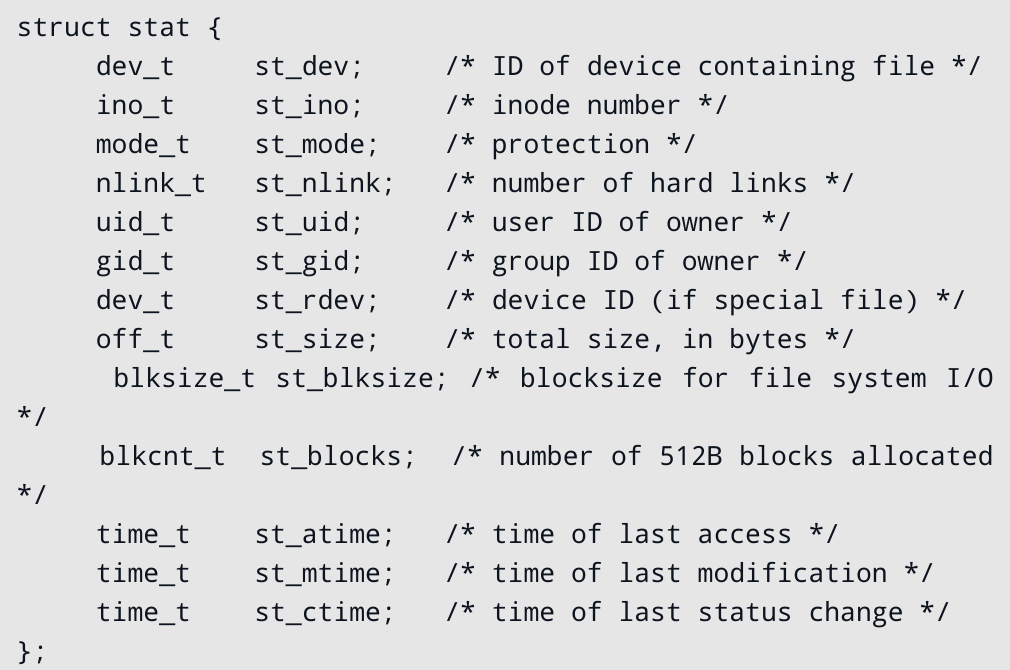 struct stat {
     dev_t     st_dev;     /* ID of device containing file */
     ino_t     st_ino;     /* inode number */
     mode_t    st_mode;    /* protection */
     nlink_t   st_nlink;   /* number of hard links */
     uid_t     st_uid;     /* user ID of owner */
     gid_t     st_gid;     /* group ID of owner */
     dev_t     st_rdev;    /* device ID (if special file) */
     off_t     st_size;    /* total size, in bytes */
     blksize_t st_blksize; /* blocksize for file system I/O
*/
     blkcnt_t  st_blocks;  /* number of 512B blocks allocated
*/
     time_t    st_atime;   /* time of last access */
     time_t    st_mtime;   /* time of last modification */
     time_t    st_ctime;   /* time of last status change */
};